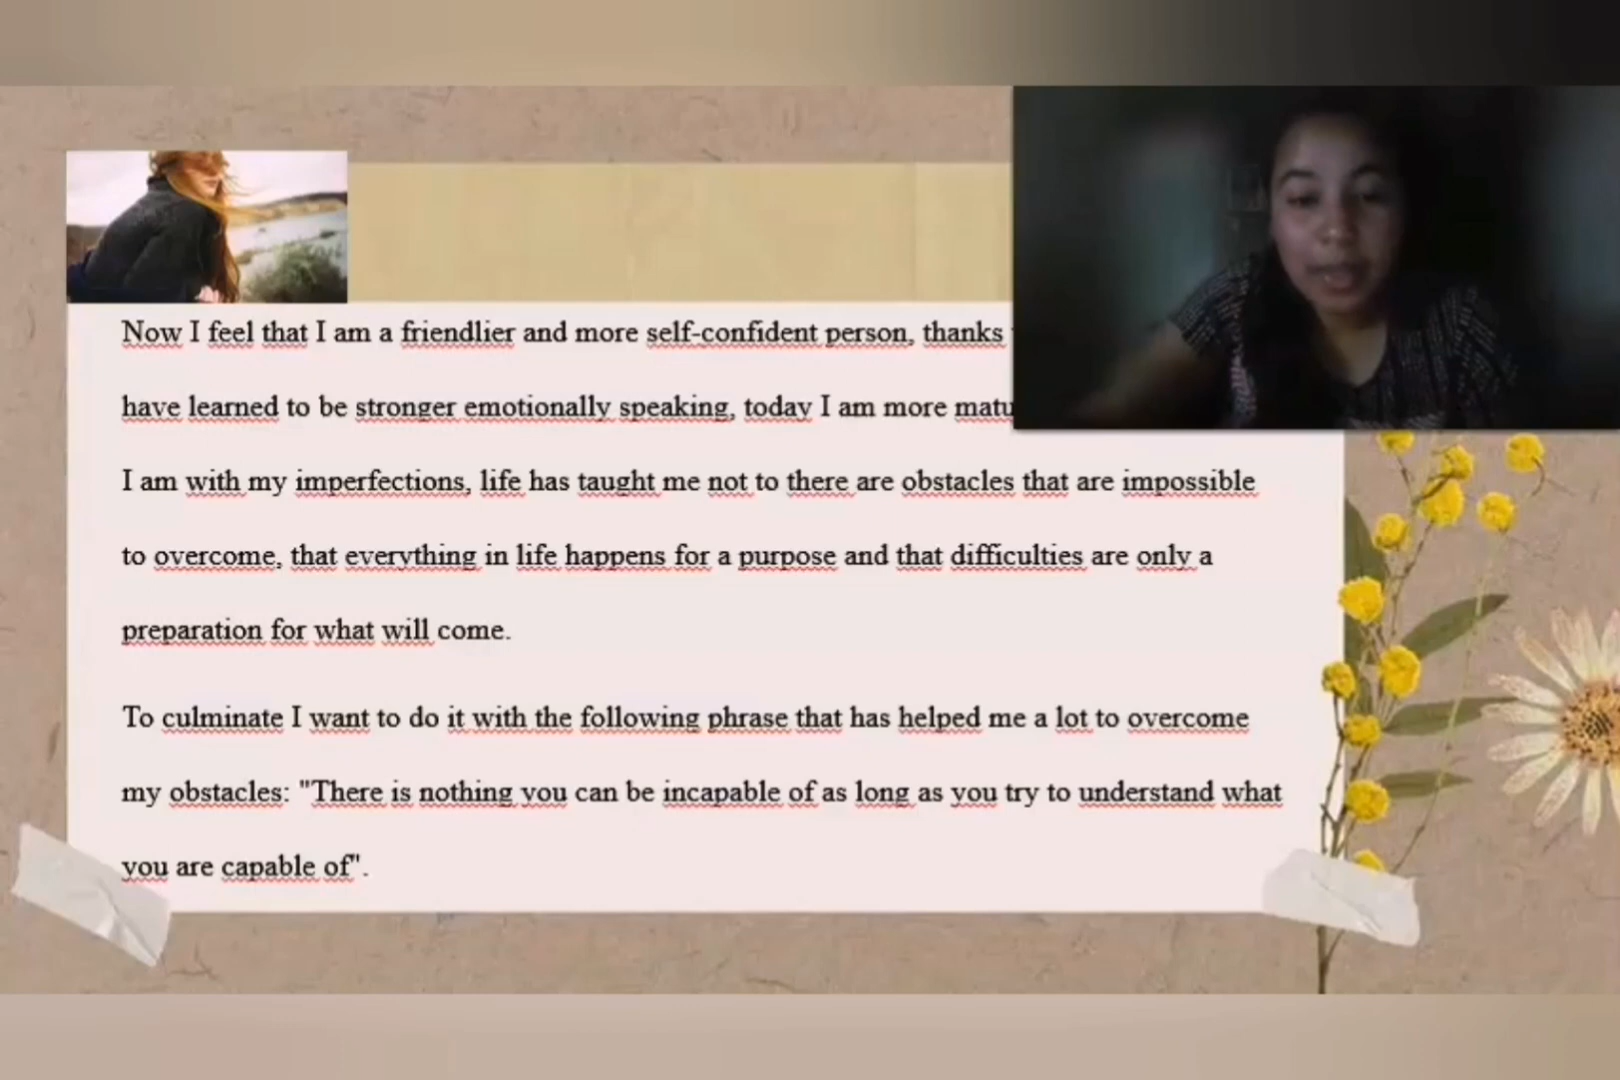 Now I feel that I am a friendlier and more self-confident person, thanks
have learned to be stronger emotionally speaking, today I am more
I am with my imperfections, life has taught me not to there are obstacles that are impossible
to overcome, that everything in life happens for a purpose and that difficulties are only a
preparation for what will come.
To culminate I want to do it with the following phrase that has helped me a lot to overcome
my obstacles: "There is nothing you can be incapable of as long as you try to understand what
you are capable of".